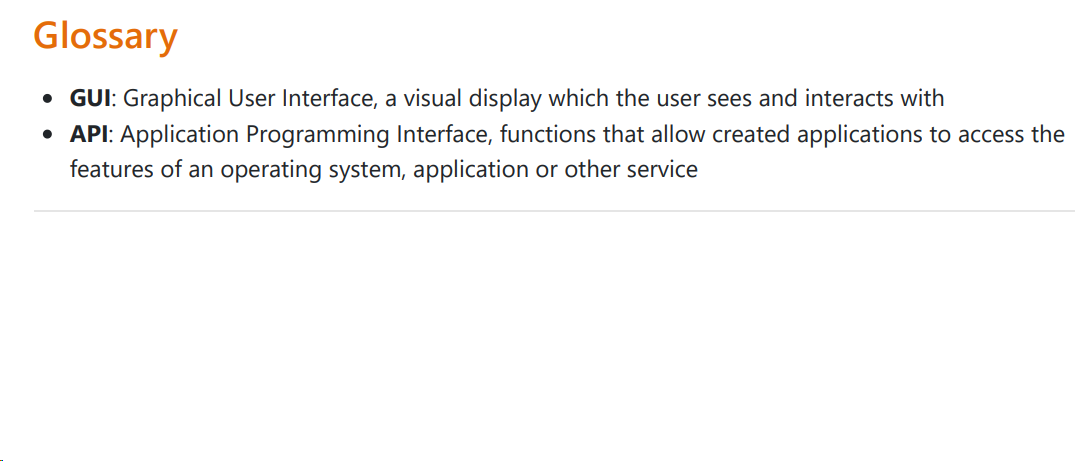 Glossary
• GUI: Graphical User Interface, a visual display which the user sees and interacts with
• API: Application Programming Interface, functions that allow created applications to access the
features of an operating system, application or other service